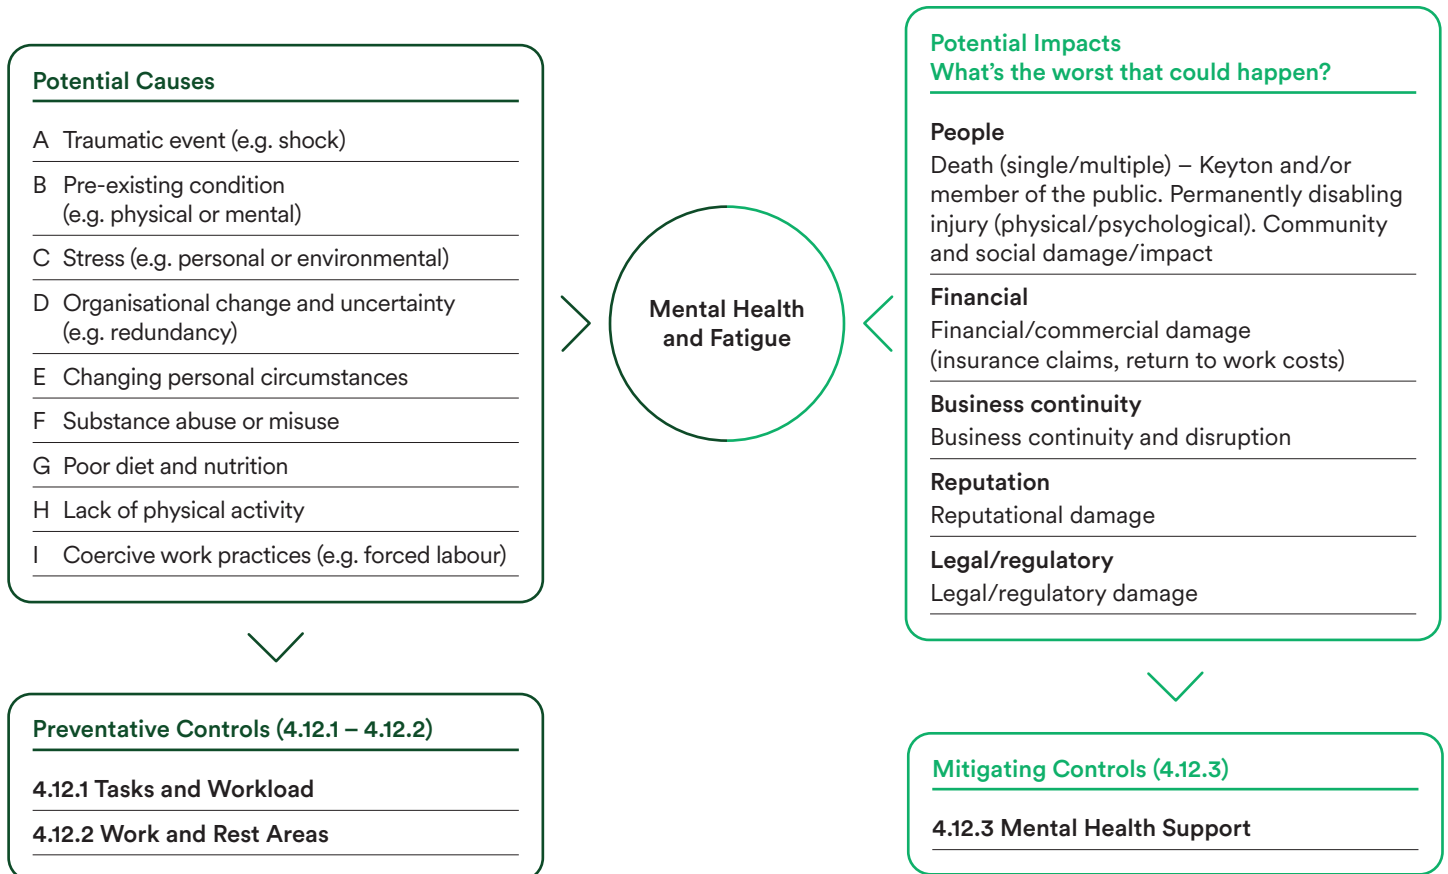 Potential Causes
A Traumatic event (e.g. shock)
B Pre-existing condition
(e.g. physical or mental)
C Stress (e.g. personal or environmental)
D Organisational change and uncertainty
(e.g. redundancy)
E Changing personal circumstances
F Substance abuse or misuse
G Poor diet and nutrition
H Lack of physical activity
I Coercive work practices (e.g. forced labour)
Preventative Controls (4.12.1 – 4.12.2)
4.12.1 Tasks and Workload
4.12.2 Work and Rest Areas
Mental Health
and Fatigue
Potential Impacts
What’s the worst that could happen?
People
Death (single/multiple) – Keyton and/or
member of the public. Permanently disabling
injury (physical/psychological). Community
and social damage/impact
Financial
Financial/commercial damage
(insurance claims, return to work costs)
Business continuity
Business continuity and disruption
Reputation
Reputational damage
Legal/regulatory
Legal/regulatory damage
Mitigating Controls (4.12.3)
4.12.3 Mental Health Support